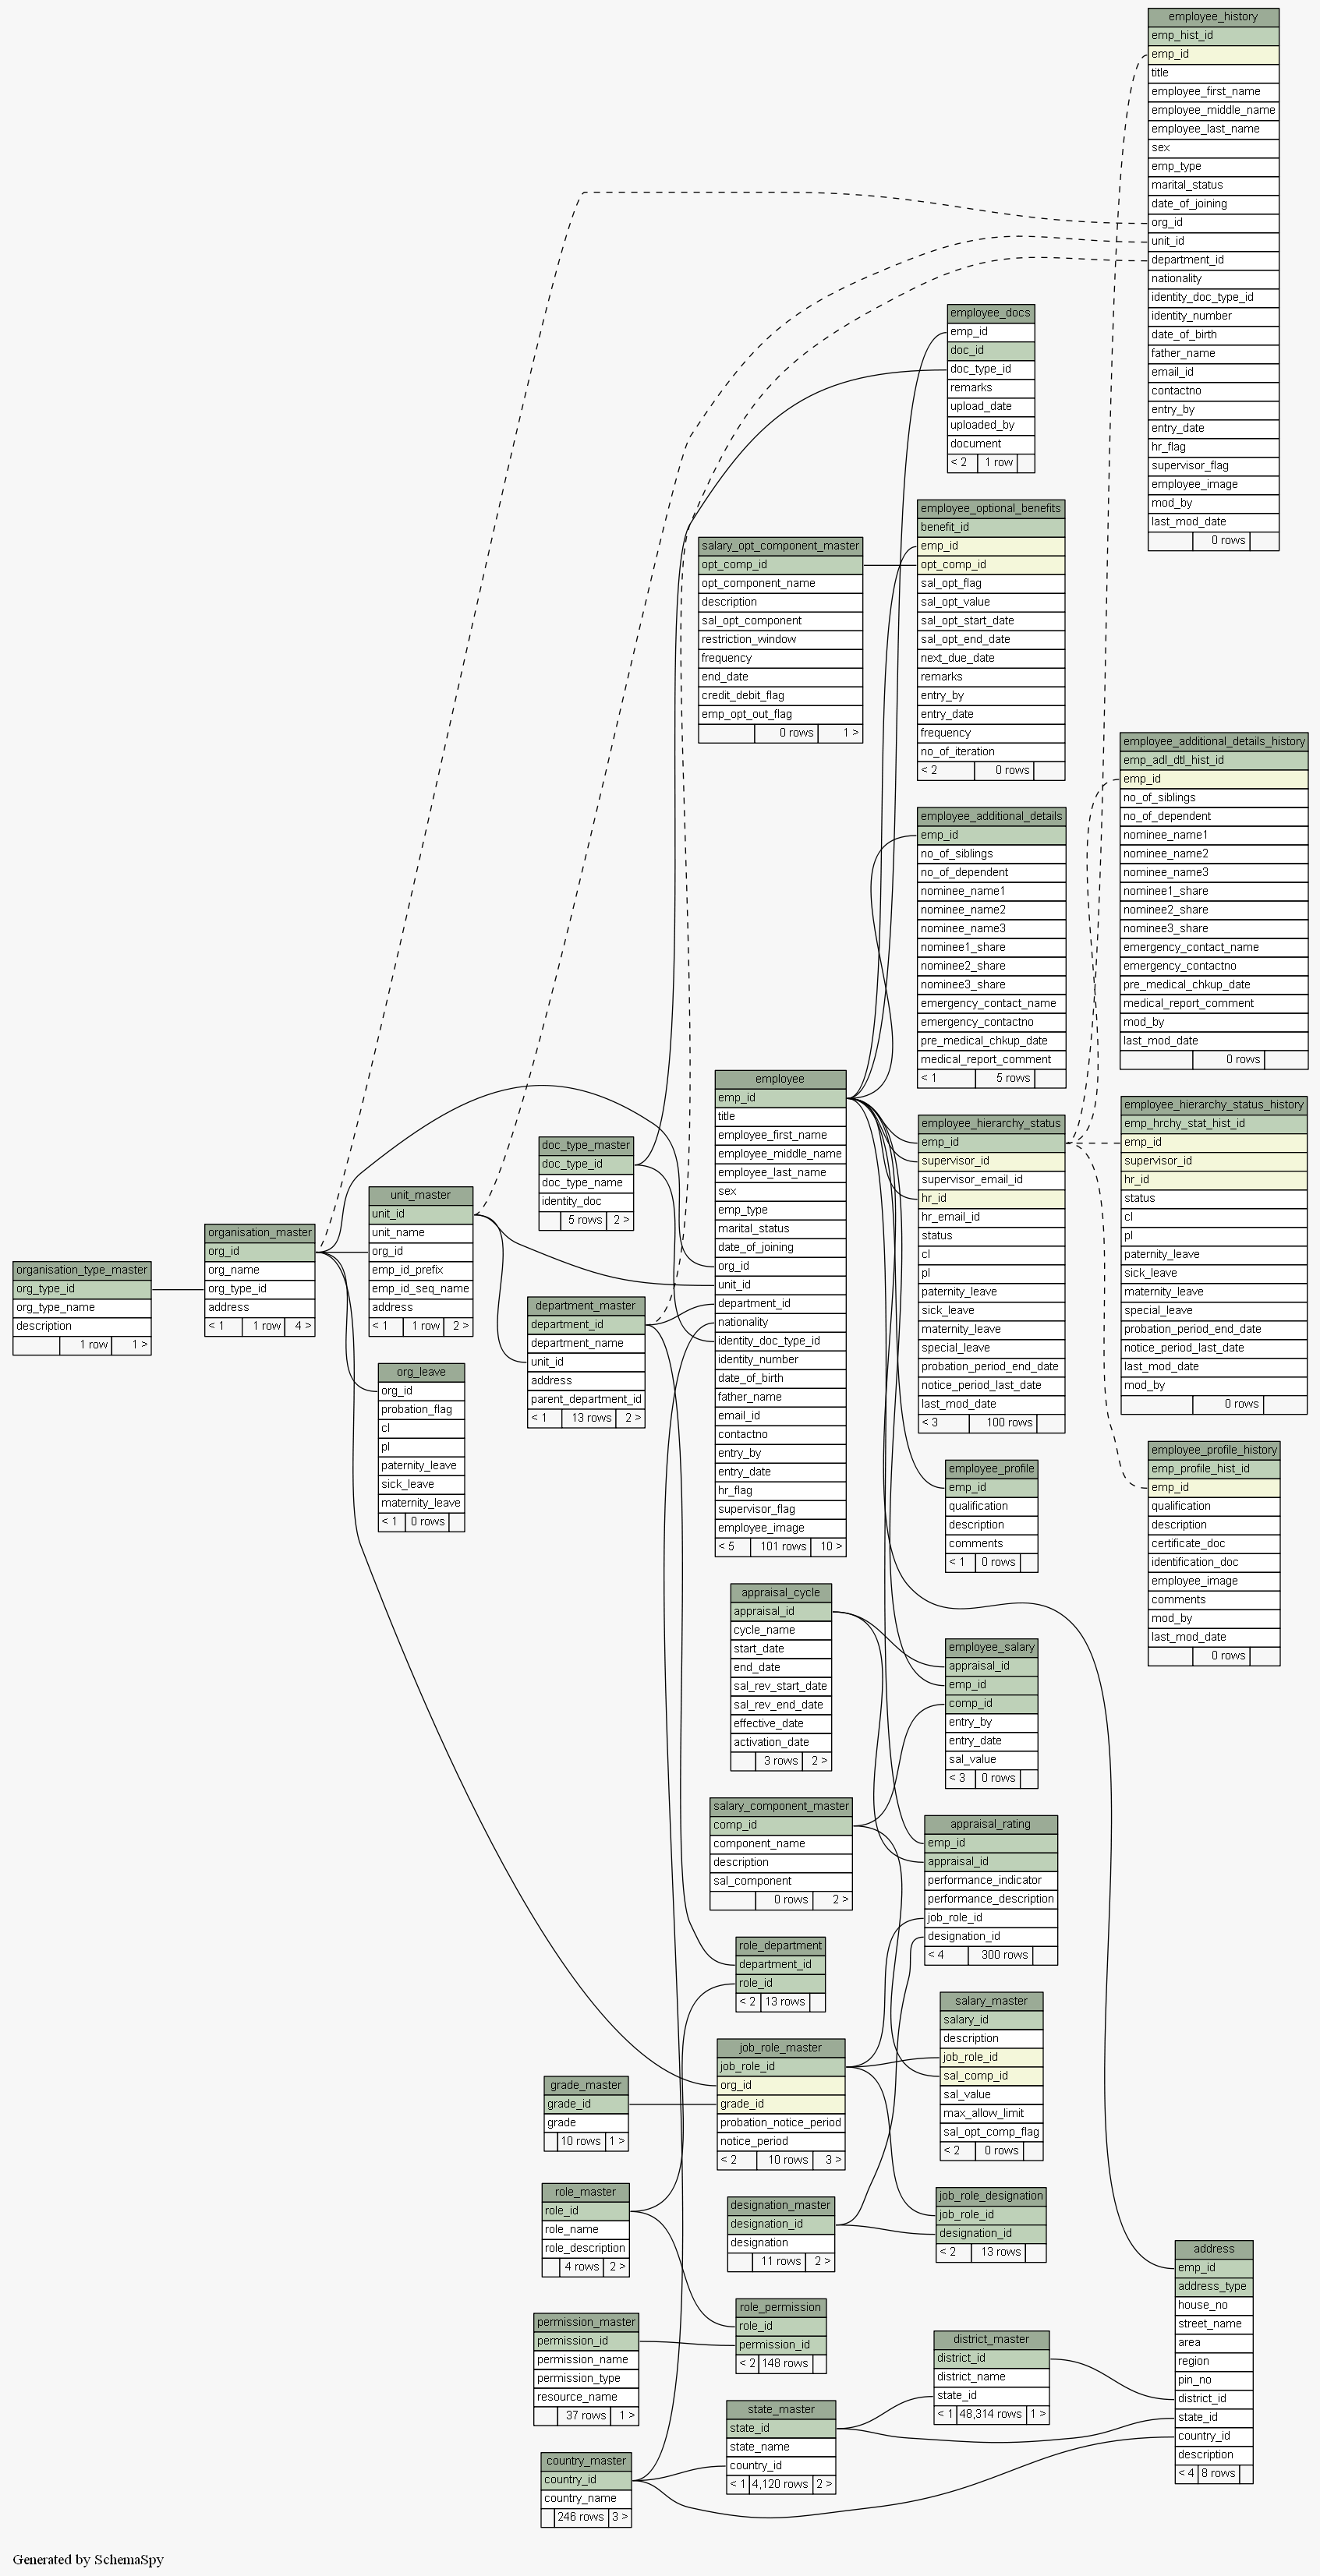 employee_history
emp_hist_id
emp_id
title
employee_first_name
employee_middle_name
employee_last_name
sex
emp_type
marital_status
date_of_joining
org_id
unit_id
department_id
nationality
identity_doc_type_id
identity_number
date_of_birth
father_name
email_id
contactno
entry_by
entry_date
hr_flag
supervisor_flag
employee_image
mod_by
last_mod_date
0 rows
employee_docs
emp_id
doc_id
doc_type_id
remarks
upload_date
uploaded_by
document
< 2 1 row
employee_optional_benefits
benefit_id
emp_id
opt_comp_id
sal_opt_flag
sal_opt_value
sal_opt_start_date
sal_opt_end_date
next_due_date
remarks
entry_by
entry_date
frequency
no_of_iteration
< 2 0 rows
salary_opt_component_master
opt_comp_id
opt_component_name
description
sal_opt_component
restriction_window
frequency
end_date
credit_debit_flag
emp_opt_out_flag
0 rows 1 >
employee_additional_details_history
emp_adl_dtl_hist_id
emp_id
no_of_siblings
no_of_dependent
nominee_name1
nominee_name2
nominee_name3
nominee1_share
nominee2_share
nominee3_share
emergency_contact_name
emergency_contactno
pre_medical_chkup_date
medical_report_comment
mod_by
last_mod_date
0 rows
employee_additional_details
emp_id
no_of_siblings
no_of_dependent
nominee_name1
nominee_name2
nominee_name3
nominee1_share
nominee2_share
nominee3_share
emergency_contact_name
emergency_contactno
pre_medical_chkup_date
medical_report_comment
< 1 5 rows
employee
emp_id
title
employee_first_name
employee_middle_name
employee_last_name
sex
emp_type
marital_status
date_of_joining
org_id
unit_id
department_id
nationality
identity_doc_type_id
identity_number
date_of_birth
father_name
email_id
contactno
entry_by
entry_date
hr_flag
supervisor_flag
employee_image
< 5 101 rows 10 >
employee_hierarchy_status
emp_id
supervisor_id
supervisor_email_id
hr_id
hr_email_id
status
cl
pl
paternity_leave
sick_leave
maternity_leave
special_leave
probation_period_end_date
notice_period_last_date
last_mod_date
< 3 100 rows
employee_hierarchy_status_history
emp_hrchy_stat_hist_id
emp_id
supervisor_id
hr_id
status
cl
pl
paternity_leave
sick_leave
maternity_leave
special_leave
probation_period_end_date
notice_period_last_date
last_mod_date
mod_by
0 rows
doc_type_master
doc_type_id
doc_type_name
identity_doc
5 rows 2 >
unit_master
unit_id
unit_name
org_id
emp_id_prefix
emp_id_seq_name
address
< 1 1 row 2 >
organisation_master
org_id
org_name
org_type_id
address
< 1 1 row 4 >
organisation_type_master
org_type_id
org_type_name
description
1 row 1 >
department_master
department_id
department_name
unit_id
address
parent_department_id
< 1 13 rows 2 >
org_leave
org_id
probation_flag
cl
pl
paternity_leave
sick_leave
maternity_leave
< 1 0 rows
employee_profile
emp_id
qualification
description
comments
< 1 0 rows
employee_profile_history
emp_profile_hist_id
emp_id
qualification
description
certificate_doc
identification_doc
employee_image
comments
mod_by
last_mod_date
0 rows
appraisal_cycle
appraisal_id
cycle_name
start_date
end_date
sal_rev_start_date
sal_rev_end_date
effective_date
activation_date
3 rows 2 >
employee_salary
appraisal_id
emp_id
comp_id
entry_by
entry_date
sal_value
< 3 0 rows
salary_component_master
comp_id
component_name
description
sal_component
0 rows 2 >
appraisal_rating
emp_id
appraisal_id
performance_indicator
performance_description
job_role_id
designation_id
< 4 300 rows
role_department
department_id
role_id
< 2 13 rows
salary_master
salary_id
description
job_role_id
sal_comp_id
sal_value
max_allow_limit
sal_opt_comp_flag
< 2 0 rows
job_role_master
job_role_id
org_id
grade_id
probation_notice_period
notice_period
< 2 10 rows 3 >
grade_master
grade_id
grade
10 rows 1 >
role_master
role_id
role_name
role_description
4 rows 2 >
designation_master
designation_id
designation
11 rows 2 >
job_role_designation
job_role_id
designation_id
< 2 13 rows
address
emp_id
address_type
house_no
street_name
area
region
pin_no
district_id
state_id
country_id
description
< 4 8 rows
role_permission
role_id
permission_id
< 2 148 rows
permission_master
permission_id
permission_name
permission_type
resource_name
37 rows 1 >
district_master
district_id
district_name
state_id
< 1 48,314 rows 1 >
state_master
state_id
state_name
country_id
< 1 4,120 rows 2 >
country_master
country_id
country_name
246 rows 3 >
Generated by SchemaSpy